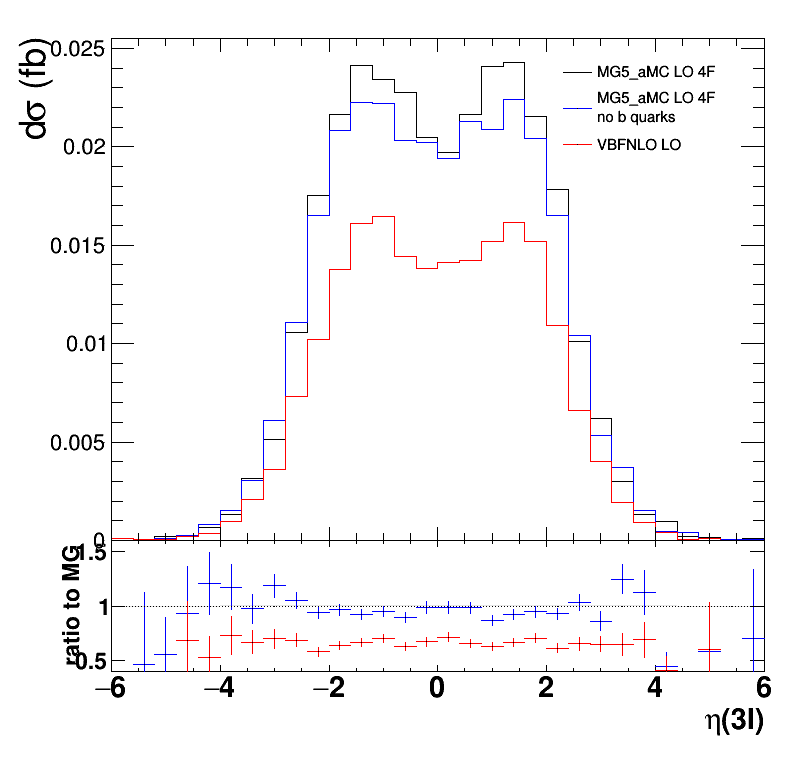 dσ (fb)
0.025
0.02
0.015
0.01
0.005
0
MG5_aMC LO 4F
MG5_aMC LO 4F
no b quarks
VBFNLO LO
ratio to MG
1.5
1
0.5
−6 −4 −2 0 2 4 6
η(3l)